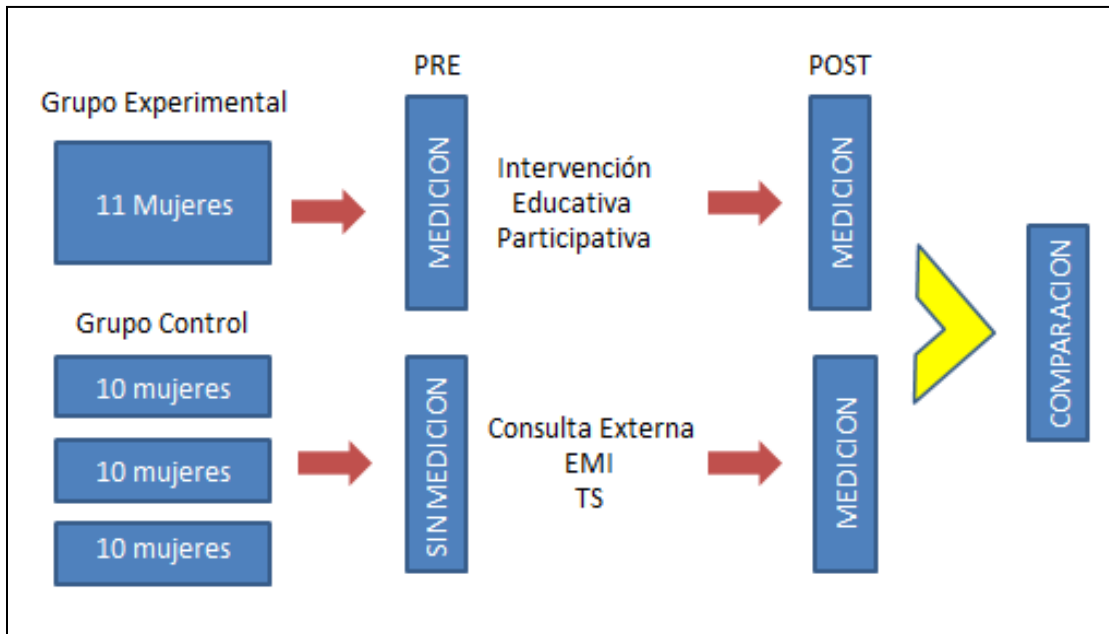 PRE
POST
Grupo Experimental
11 Mujeres
MEDICION
Intervención
Educativa
Participativa
MEDICION
Grupo Control
10 mujeres
10 mujeres
10 mujeres
SIN MEDICION
Consulta Externa
EMI
TS
MEDICION
COMPARACION